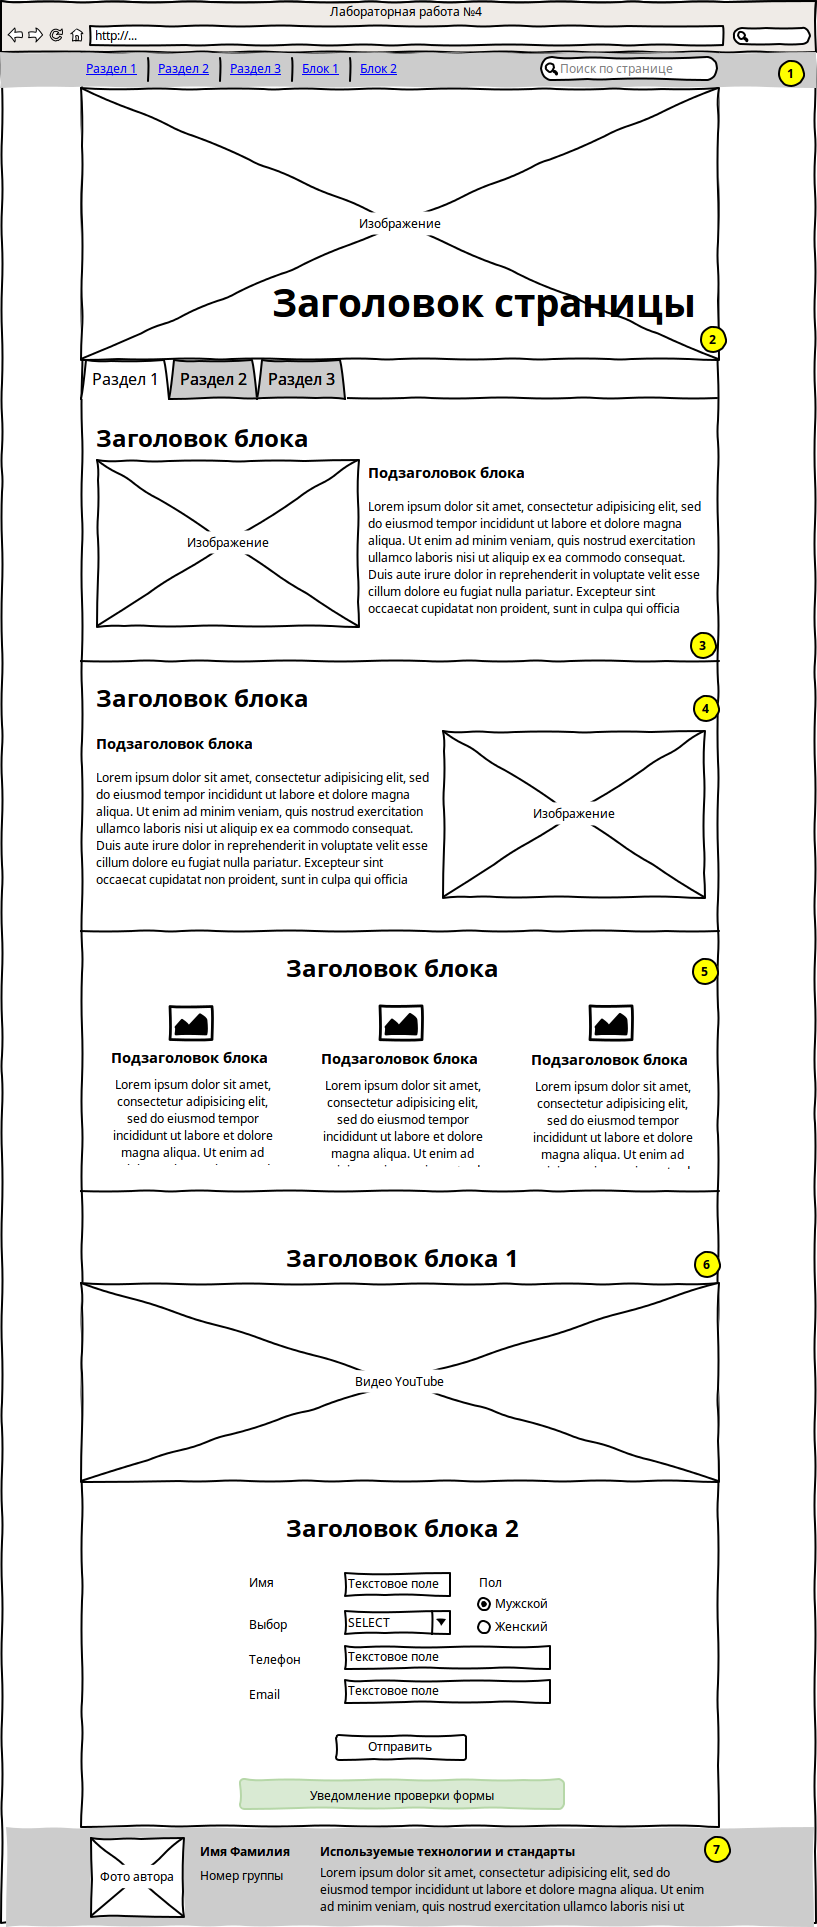 Лабораторная работа №4
http://...
Раздел 1 Раздел 2 Раздел 3 Блок 1 Блок 2 Поиск по странице
1
Изображение
Заголовок страницы
2
Раздел 1 Раздел 2 Раздел 3
Заголовок блока
Изображение
Подзаголовок блока
Lorem ipsum dolor sit amet, consectetur adipisicing elit, sed
do eiusmod tempor incididunt ut labore et dolore magna
aliqua. Ut enim ad minim veniam, quis nostrud exercitation
ullamco laboris nisi ut aliquip ex ea commodo consequat.
Duis aute irure dolor in reprehenderit in voluptate velit esse
cillum dolore eu fugiat nulla pariatur. Excepteur sint
occaecat cupidatat non proident, sunt in culpa qui officia
3
Заголовок блока
4
Подзаголовок блока
Lorem ipsum dolor sit amet, consectetur adipisicing elit, sed
do eiusmod tempor incididunt ut labore et dolore magna
aliqua. Ut enim ad minim veniam, quis nostrud exercitation
ullamco laboris nisi ut aliquip ex ea commodo consequat.
Duis aute irure dolor in reprehenderit in voluptate velit esse
cillum dolore eu fugiat nulla pariatur. Excepteur sint
occaecat cupidatat non proident, sunt in culpa qui officia
Изображение
Заголовок блока
5
Подзаголовок блока
Lorem ipsum dolor sit amet,
consectetur adipisicing elit,
sed do eiusmod tempor
incididunt ut labore et dolore
magna aliqua. Ut enim ad
Подзаголовок блока
Lorem ipsum dolor sit amet,
consectetur adipisicing elit,
sed do eiusmod tempor
incididunt ut labore et dolore
magna aliqua. Ut enim ad
Подзаголовок блока
Lorem ipsum dolor sit amet,
consectetur adipisicing elit,
sed do eiusmod tempor
incididunt ut labore et dolore
magna aliqua. Ut enim ad
Заголовок блока 1
6
Видео YouTube
Заголовок блока 2
Имя Текстовое поле Пол
Мужской
Выбор SELECT Женский
Телефон Текстовое поле
Email Текстовое поле
Отправить
Уведомление проверки формы
Фото автора
Имя Фамилия
Номер группы
Используемые технологии и стандарты
Lorem ipsum dolor sit amet, consectetur adipisicing elit, sed do
eiusmod tempor incididunt ut labore et dolore magna aliqua. Ut enim
ad minim veniam, quis nostrud exercitation ullamco laboris nisi ut
7